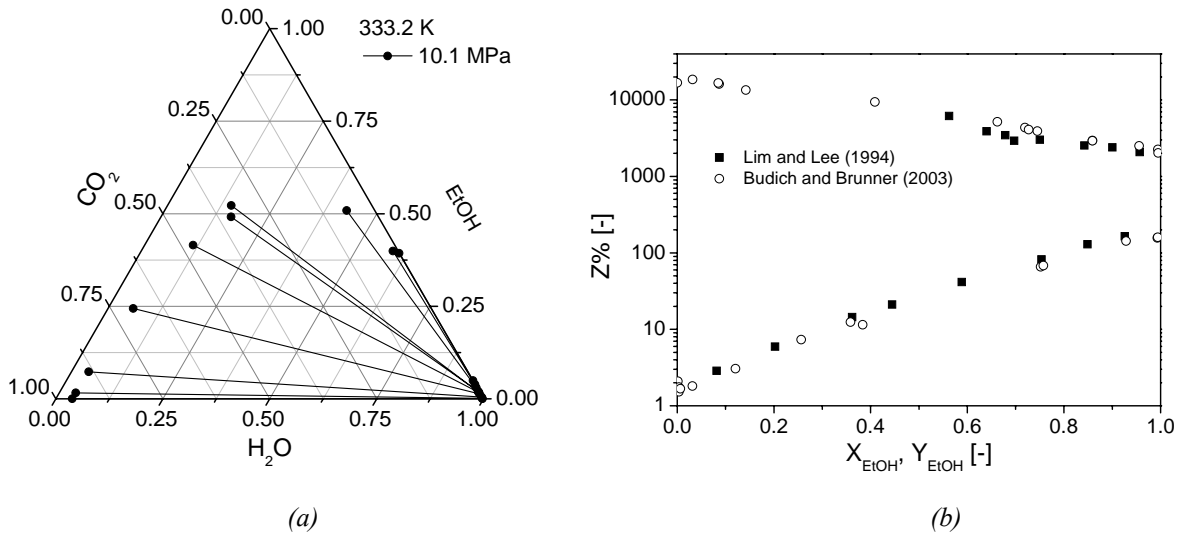 0.00
1.00
333.2 K
10.1 MPa
0.25
0.75
CO2
EtOH
0.50
0.50
0.75
0.25
1.00
0.00
0.00
0.25
0.50
0.75
1.00
H2O
(a)
10000
1000
100
10
1
Z% [-]
Lim and Lee (1994)
Budich and Brunner (2003)
0.0
0.2
0.4
0.6
0.8
1.0
XEtOH, YEtOH [-]
(b)